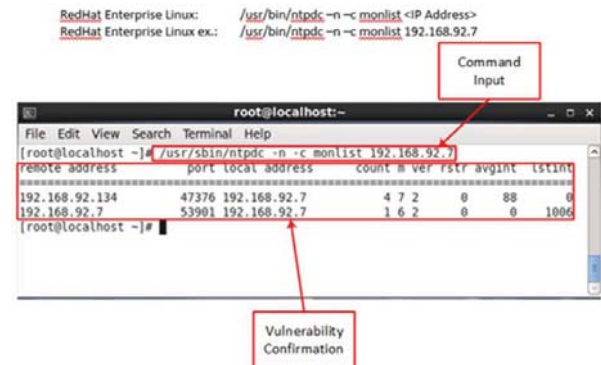 RedHat Enterprise Linux: /usr/bin/ntpdc –n –c monlist <IP Address>
RedHat Enterprise Linux ex.: /usr/bin/ntpdc –n –c monlist 192.168.92.7
Command
Input
root@localhost:~
File Edit View Search Terminal Help
[root@localhost ~]# /usr/sbin/ntpdc -n -c monlist 192.168.92.7
remote address port local address count m ver rstr avgint lstint
===============================================================================
192.168.92.134 47376 192.168.92.7 4 7 2 0 88 0
192.168.92.7 53901 192.168.92.7 1 6 2 0 0 1006
[root@localhost ~]#
Vulnerability
Confirmation